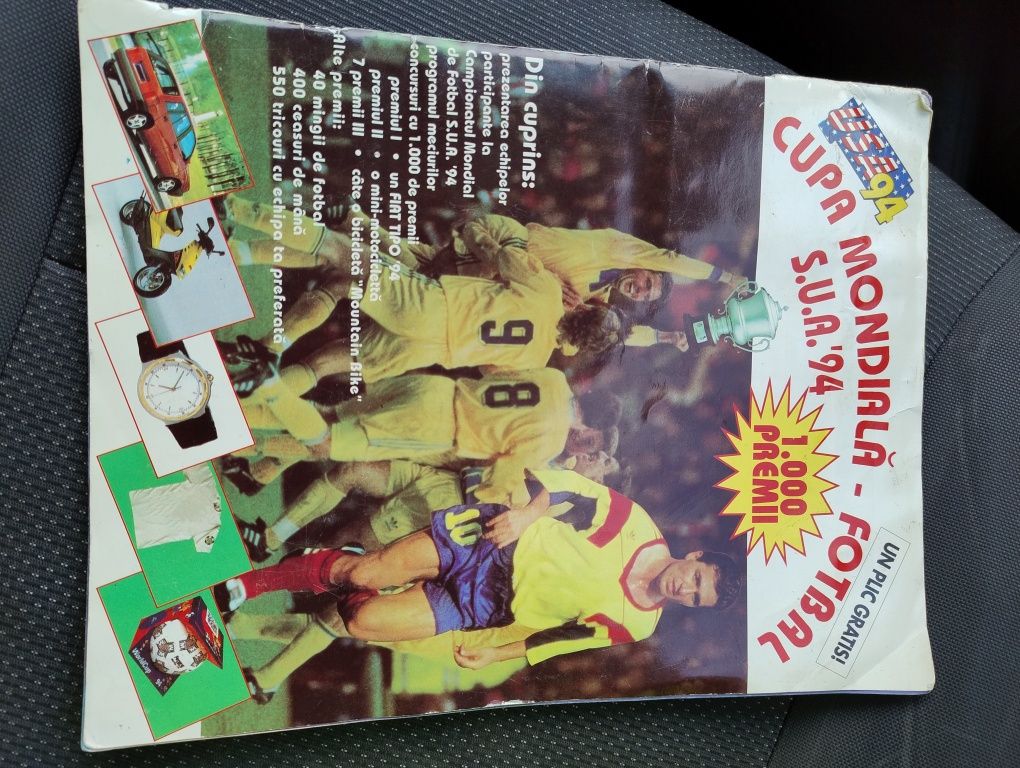 USA 94
CUPA MONDIALĂ - FOTBAL
S.U.A.'94
UN PLIC GRATIS!
1.000
PREMII
Din cuprins:
prezentarea echipelor
participante la
Campionatul Mondial
de Fotbal S.U.A. '94
programul meciurilor
concursuri cu 1.000 de premii
premiul I • un FIAT TIPO '94
premiul II • o mini-motocicletă
7 premii III • câte o bicicletă "Mountain Bike"
Alte premii:
40 mingii de fotbal
400 ceasuri de mână
550 tricouri cu echipa ta preferată
9
8
10